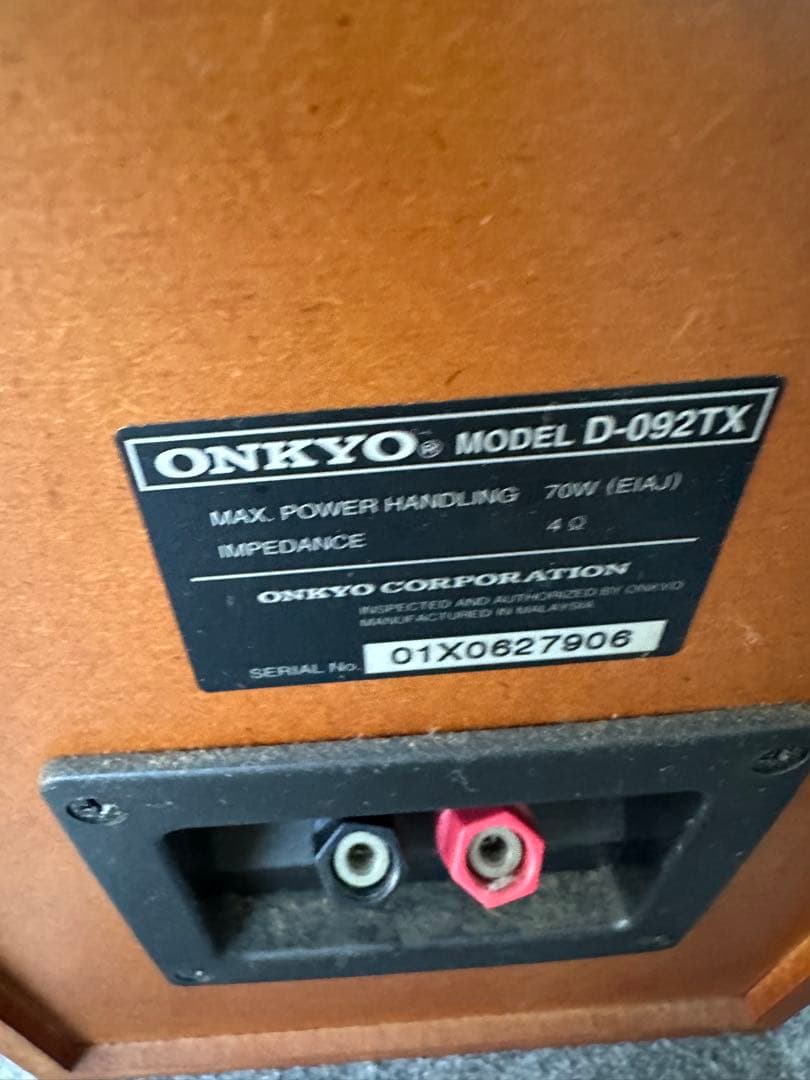 ONKYO® MODEL D-092TX
MAX. POWER HANDLING 70W (EIAJ)
IMPEDANCE 4 Ω
ONKYO CORPORATION
INSPECTED AND AUTHORIZED BY ONKYO
MANUFACTURED IN MALAYSIA
SERIAL No. 01X0627906